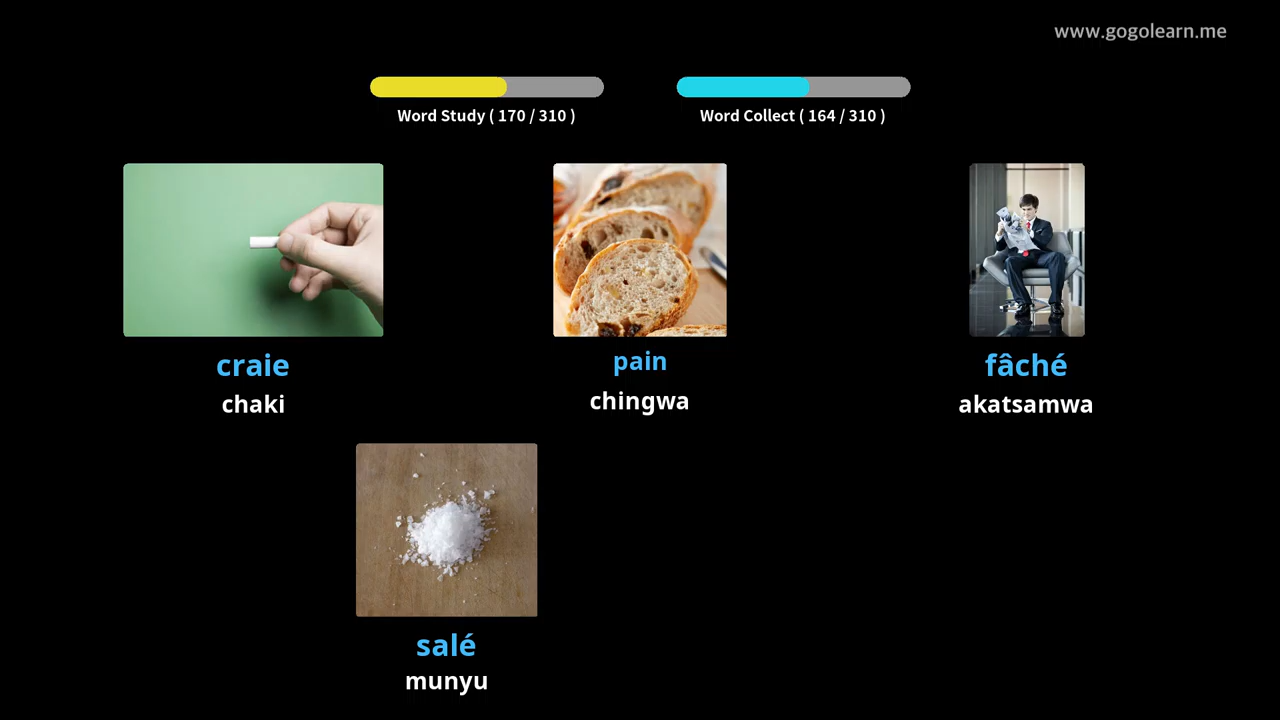 www.gogolearn.me
Word Study ( 170 / 310 )
Word Collect ( 164 / 310 )
craie
chaki
pain
chingwa
fâché
akatsamwa
salé
munyu